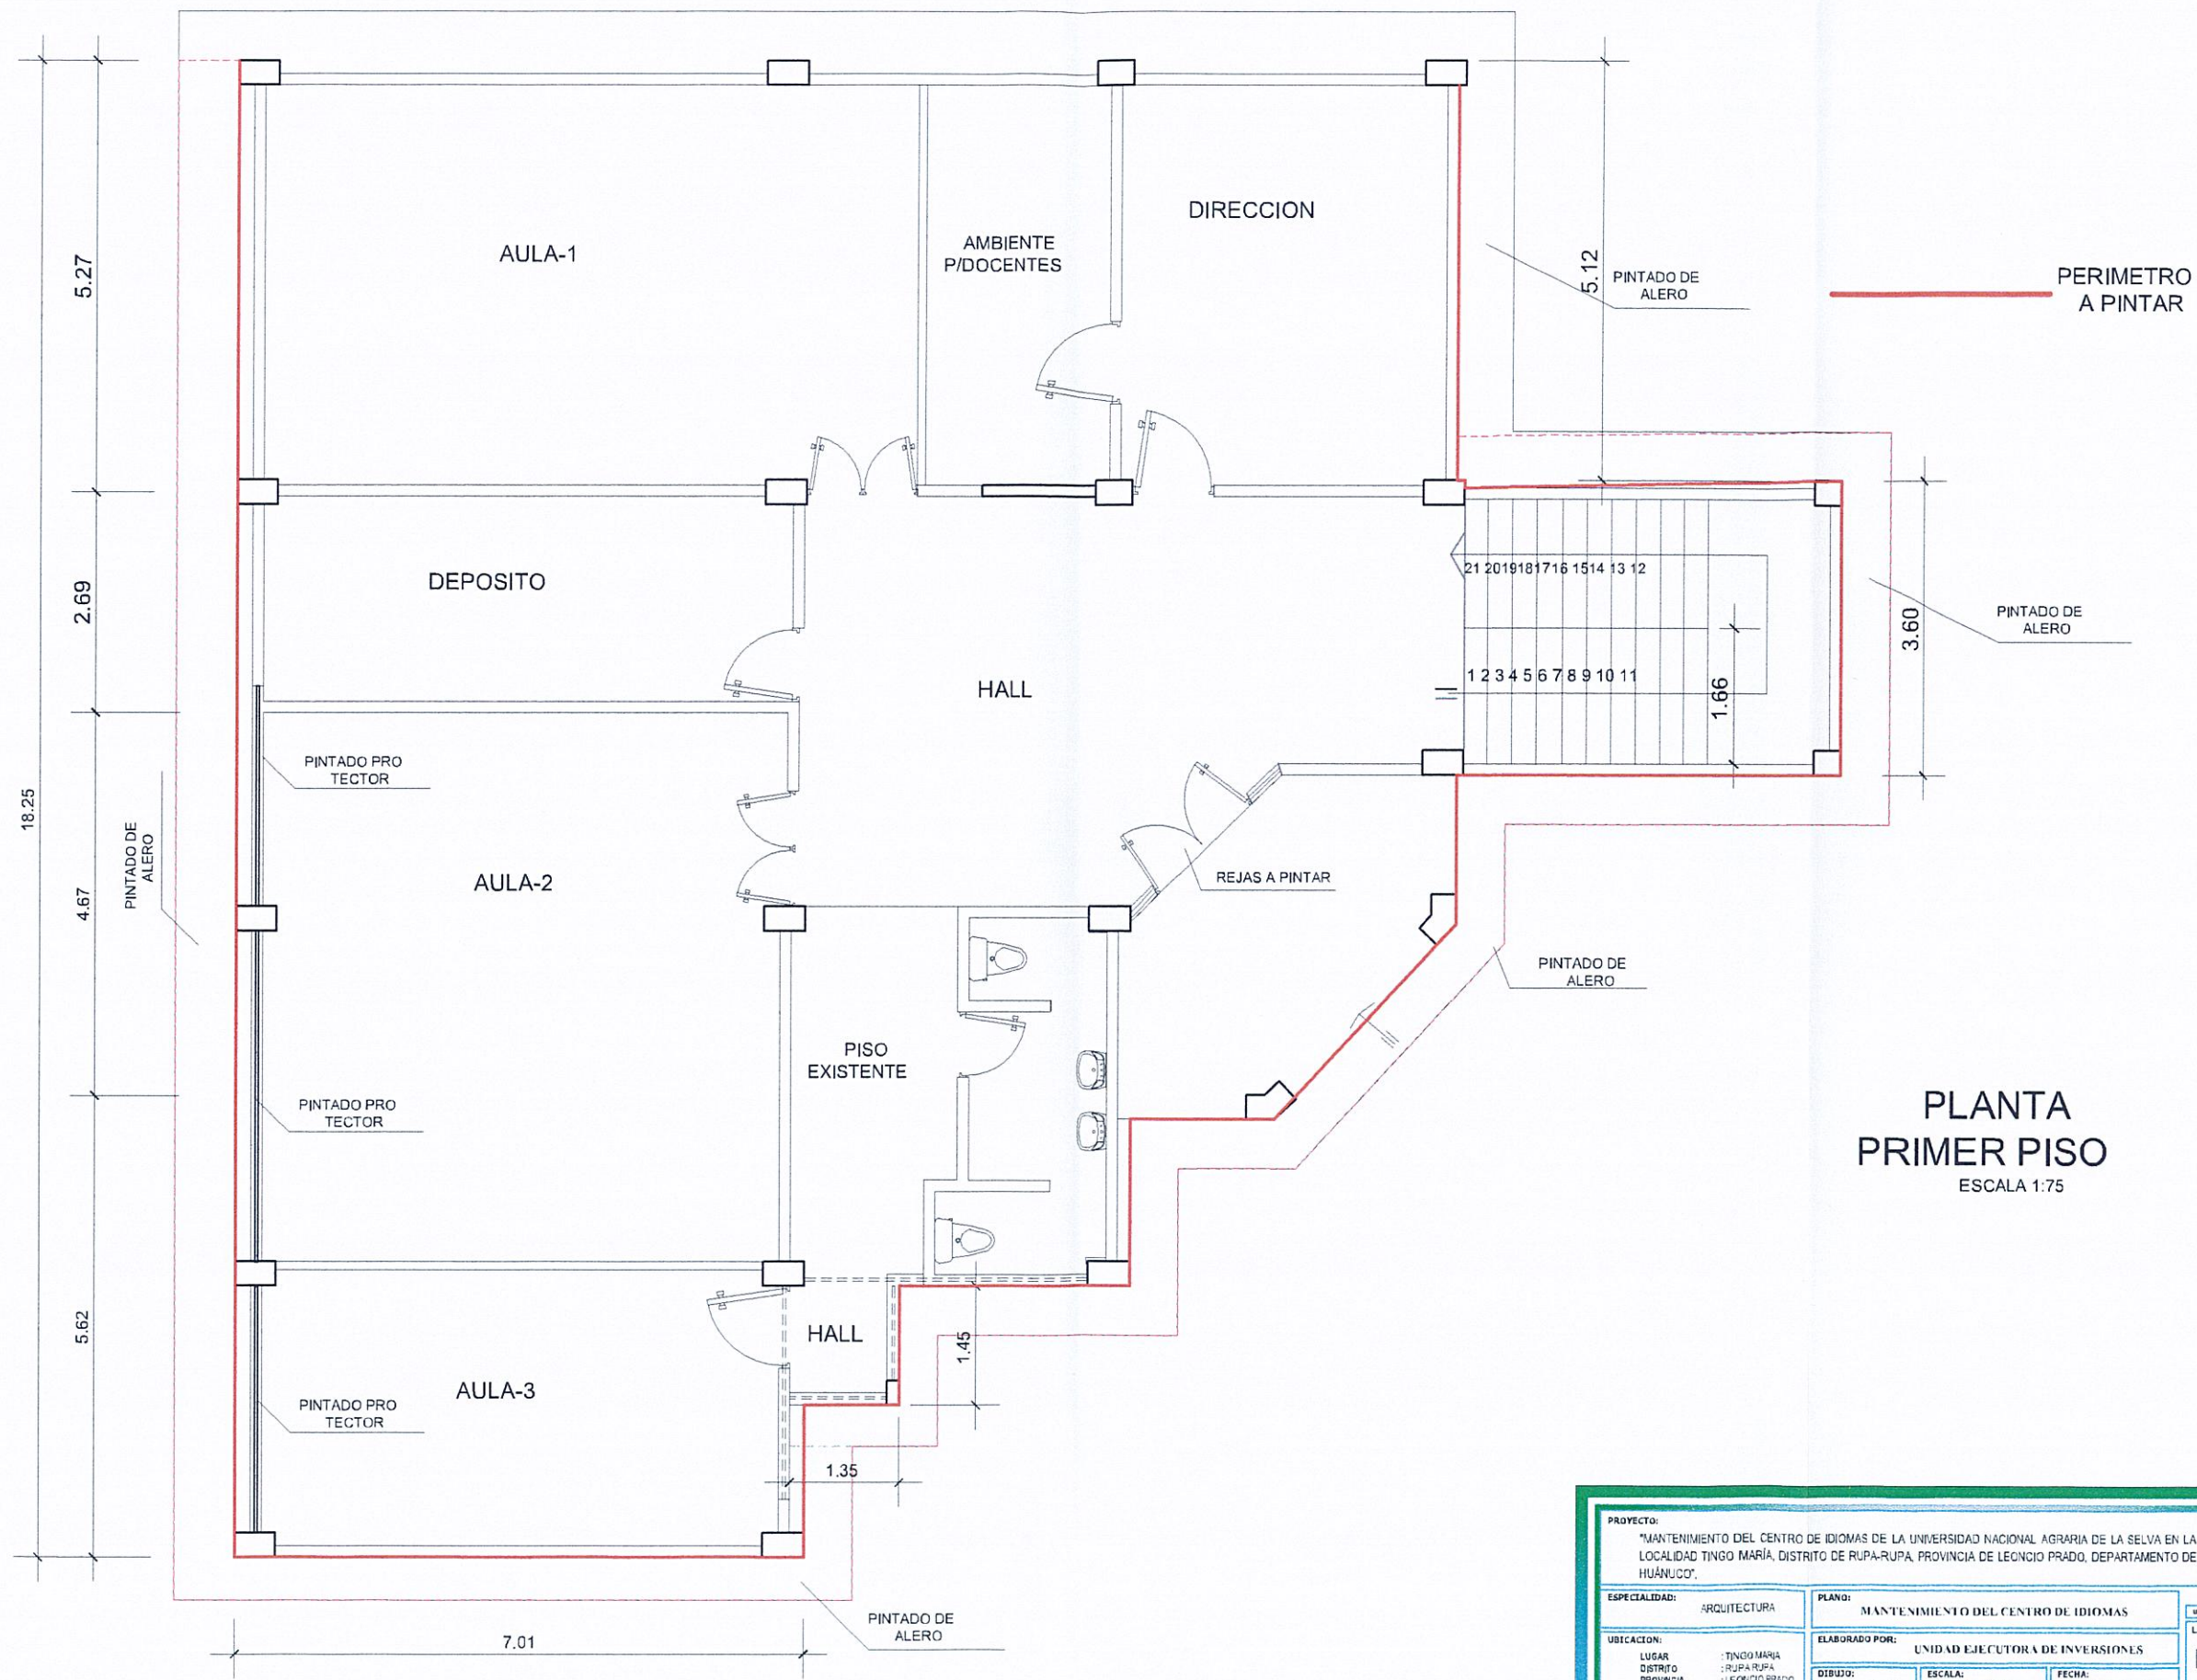 AULA-1
AMBIENTE
P/DOCENTES
DIRECCION
5.27
5.12
PINTADO DE
ALERO
PERIMETRO
A PINTAR
DEPOSITO
2.69
21 20 19 18 17 16 15 14 13 12
1 2 3 4 5 6 7 8 9 10 11
1.66
3.60
PINTADO DE
ALERO
HALL
PINTADO PRO
TECTOR
18.25
PINTADO DE
ALERO
4.67
AULA-2
REJAS A PINTAR
PINTADO DE
ALERO
PISO
EXISTENTE
PINTADO PRO
TECTOR
PLANTA
PRIMER PISO
ESCALA 1:75
5.62
HALL
1.45
AULA-3
PINTADO PRO
TECTOR
1.35
7.01
PINTADO DE
ALERO
PROYECTO:
"MANTENIMIENTO DEL CENTRO DE IDIOMAS DE LA UNIVERSIDAD NACIONAL AGRARIA DE LA SELVA EN LA
LOCALIDAD TINGO MARÍA, DISTRITO DE RUPA-RUPA, PROVINCIA DE LEONCIO PRADO, DEPARTAMENTO DE
HUÁNUCO".
ESPECIALIDAD:
ARQUITECTURA
PLANO:
MANTENIMIENTO DEL CENTRO DE IDIOMAS
UBICACION:
LUGAR : TINGO MARIA
DISTRITO : RUPA RUPA
PROVINCIA : LEONCIO PRADO
ELABORADO POR:
UNIDAD EJECUTORA DE INVERSIONES
DIBUJO:
ESCALA:
FECHA: